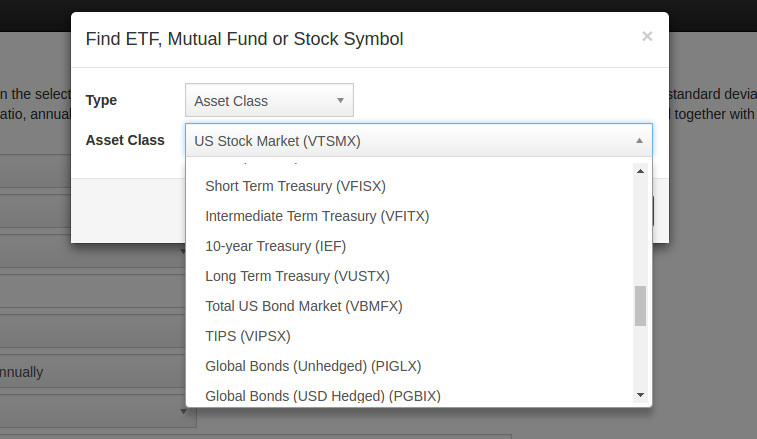 Find ETF, Mutual Fund or Stock Symbol
×
n the select
standard devia
atio, annual
l together with
Type
Asset Class
Asset Class
US Stock Market (VTSMX)
Short Term Treasury (VFISX)
Intermediate Term Treasury (VFITX)
10-year Treasury (IEF)
Long Term Treasury (VUSTX)
Total US Bond Market (VBMFX)
TIPS (VIPSX)
Global Bonds (Unhedged) (PIGLX)
nnually
Global Bonds (USD Hedged) (PGBIX)